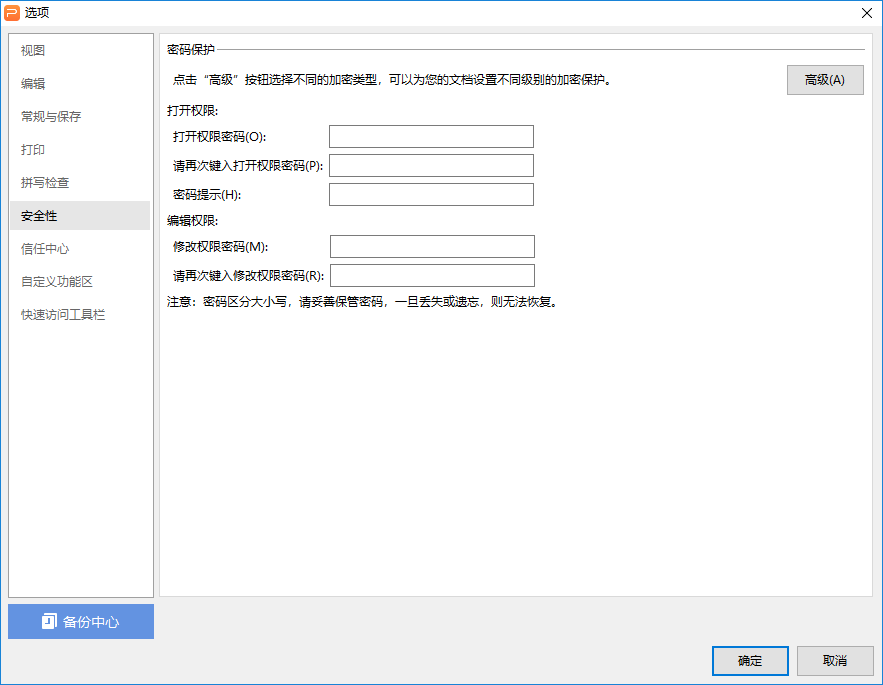 选项
视图
编辑
常规与保存
打印
拼写检查
安全性
信任中心
自定义功能区
快速访问工具栏
备份中心
密码保护
点击“高级”按钮选择不同的加密类型，可以为您的文档设置不同级别的加密保护。
高级(A)
打开权限:
打开权限密码(O):
请再次键入打开权限密码(P):
密码提示(H):
编辑权限:
修改权限密码(M):
请再次键入修改权限密码(R):
注意：密码区分大小写，请妥善保管密码，一旦丢失或遗忘，则无法恢复。
确定
取消